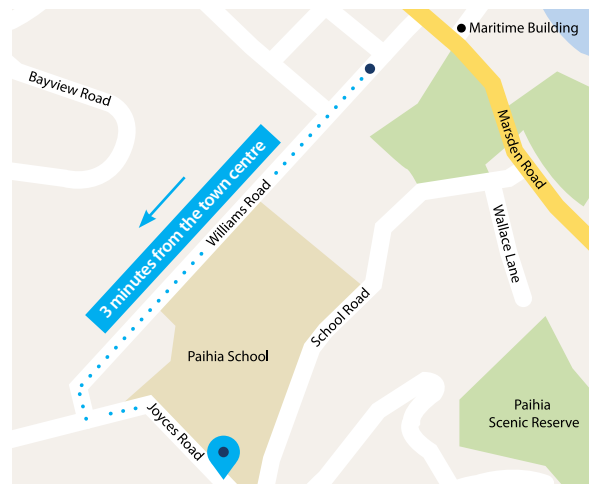 Maritime Building
Bayview Road
Marsden Road
3 minutes from the town centre
Williams Road
Wallace Lane
School Road
Paihia School
Joyces Road
Paihia
Scenic Reserve